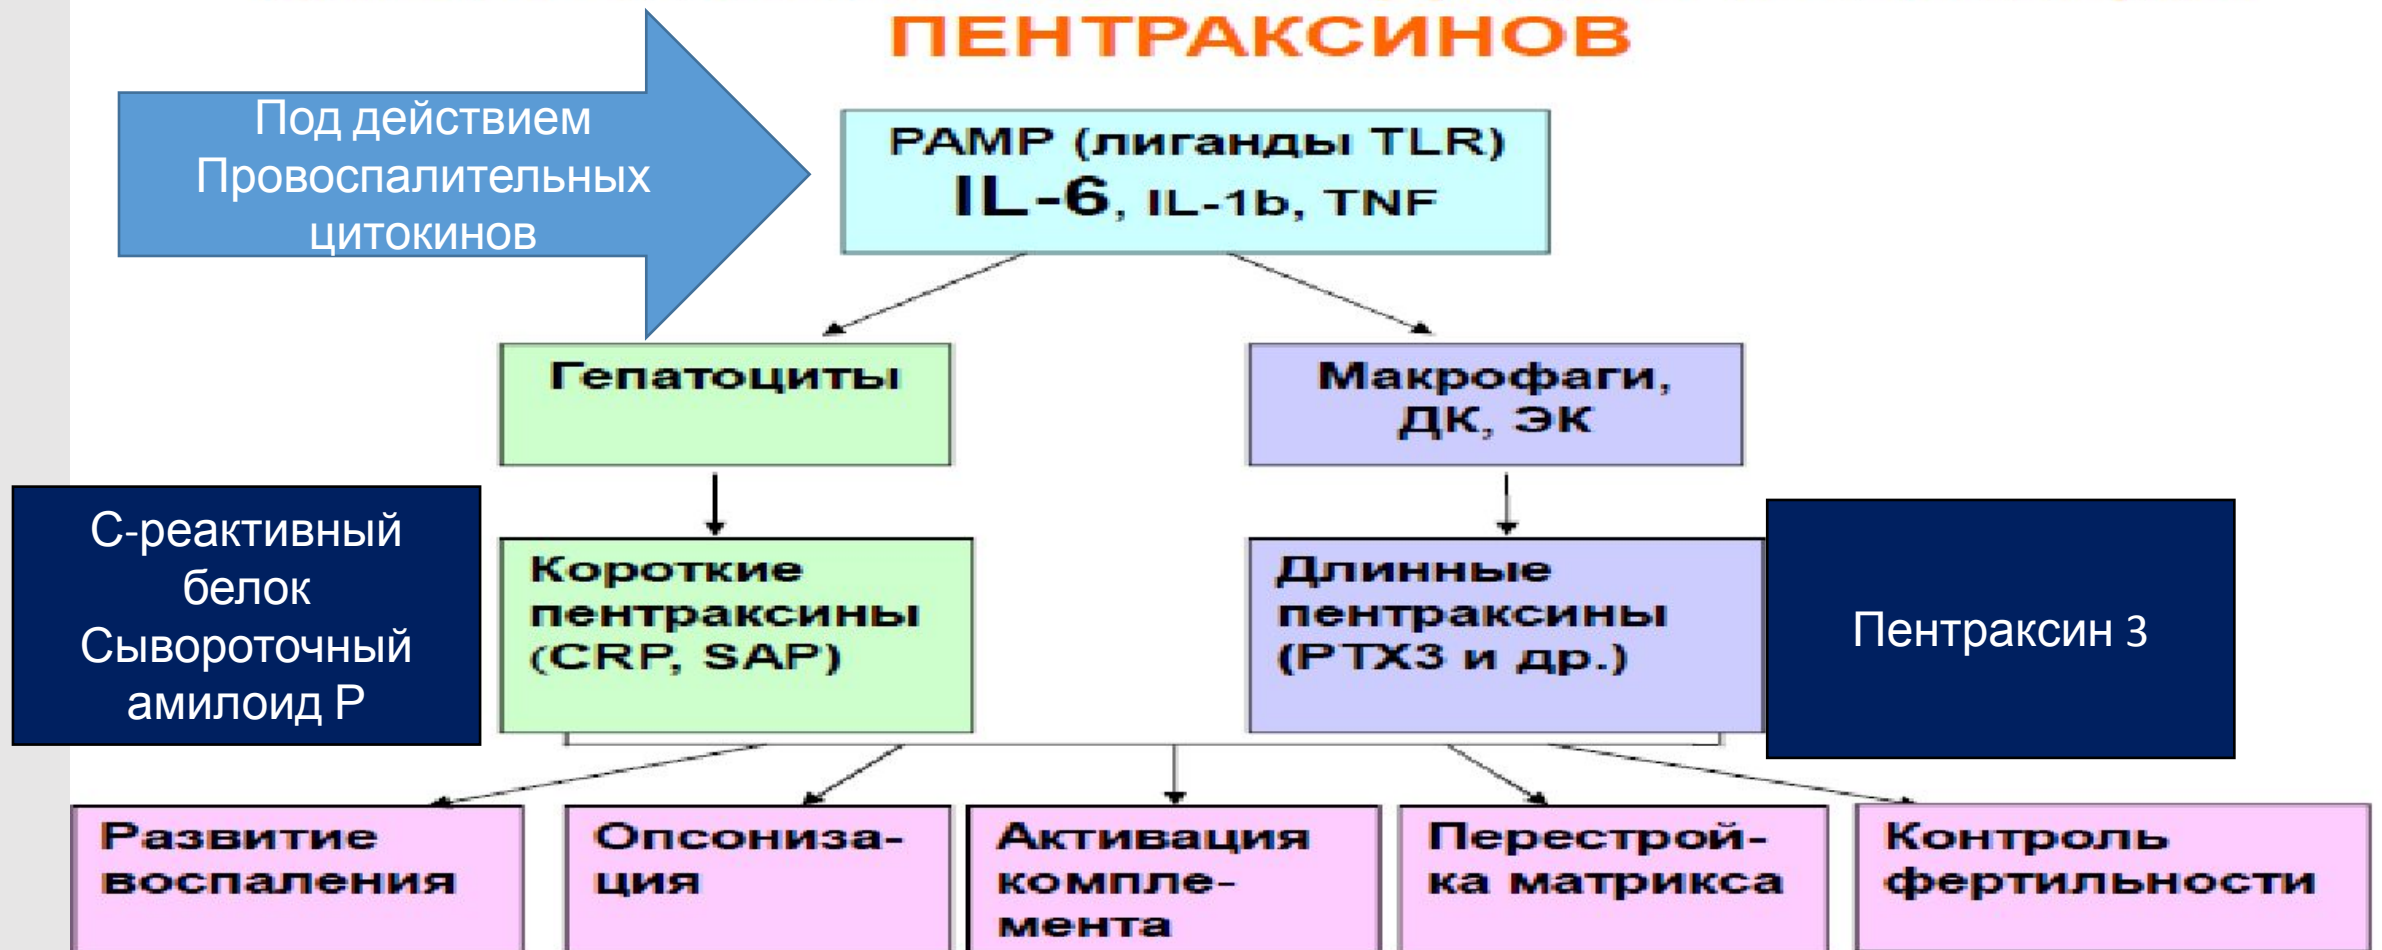 ПЕНТРАКСИНОВ
Под действием
Провоспалительных
цитокинов
PAMP (лиганды TLR)
IL-6, IL-1b, TNF
Гепатоциты
Макрофаги,
ДК, ЭК
С-реактивный
белок
Сывороточный
амилоид Р
Короткие
пентраксины
(CRP, SAP)
Длинные
пентраксины
(PTX3 и др.)
Пентраксин 3
Развитие
воспаления
Опсониза-
ция
Активация
компле-
мента
Перестрой-
ка матрикса
Контроль
фертильности